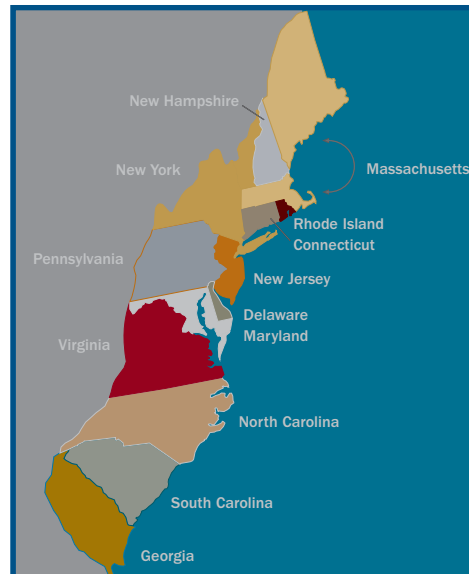 New Hampshire
New York
Massachusetts
Rhode Island
Connecticut
Pennsylvania
New Jersey
Delaware
Maryland
Virginia
North Carolina
South Carolina
Georgia